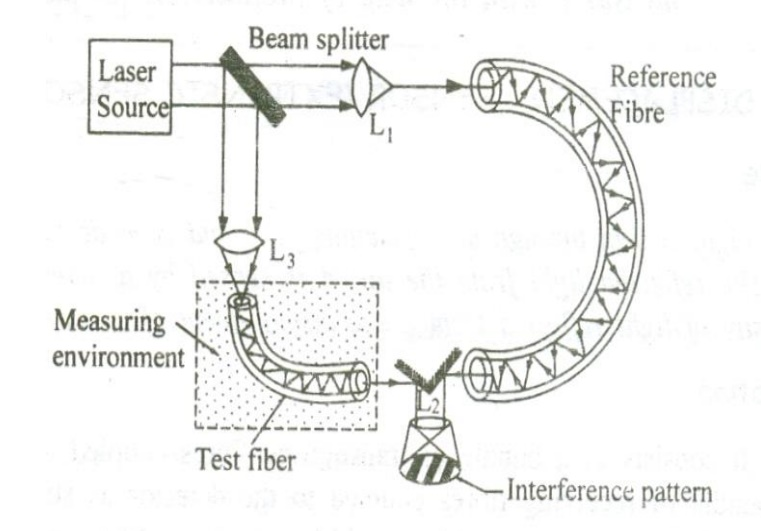 Beam splitter
Laser
Source
L1
Reference
Fibre
L3
Measuring
environment
L2
Test fiber
Interference pattern